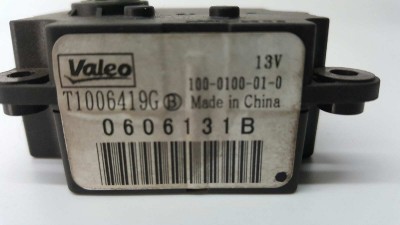 Valeo 13V
100-0100-01-0
T1006419G Ⓑ Made in China
0606131B